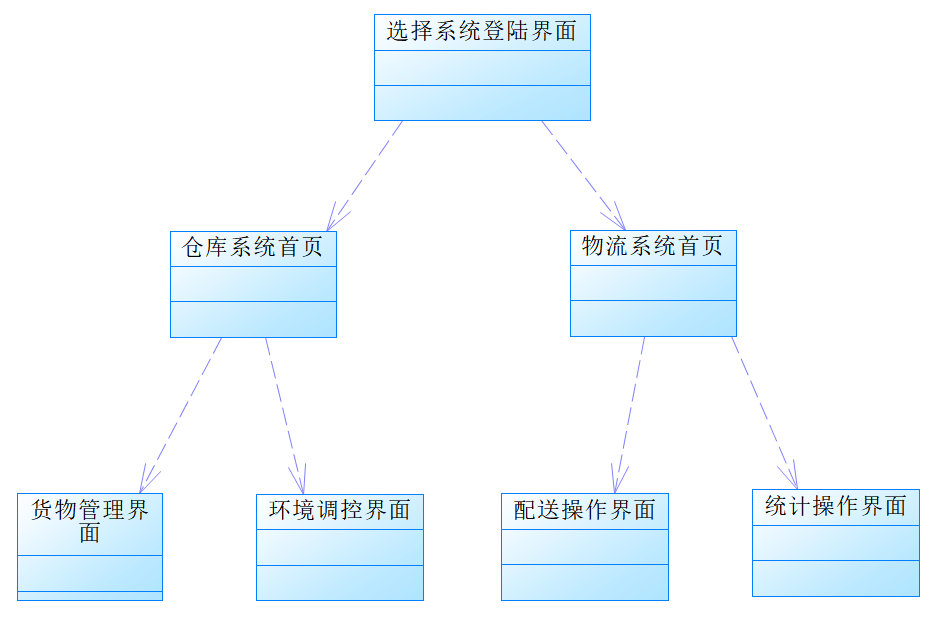 选择系统登陆界面
仓库系统首页
物流系统首页
货物管理界
面
环境调控界面
配送操作界面
统计操作界面